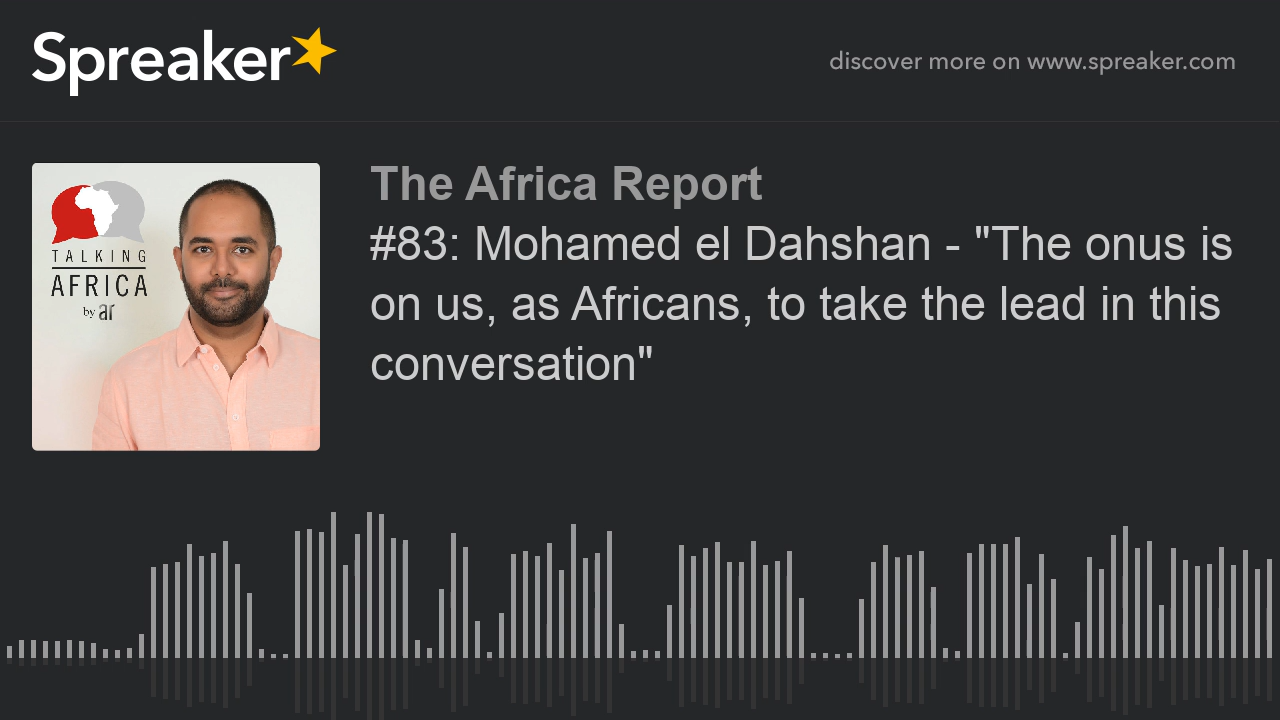 Spreaker
discover more on www.spreaker.com
TALKING
AFRICA
by ar
The Africa Report
#83: Mohamed el Dahshan - "The onus is
on us, as Africans, to take the lead in this
conversation"